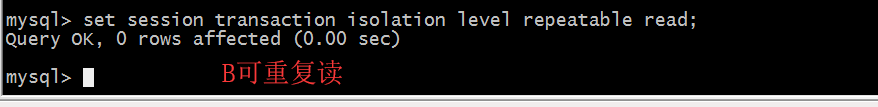 mysql> set session transaction isolation level repeatable read;
Query OK, 0 rows affected (0.00 sec)
mysql> B可重复读